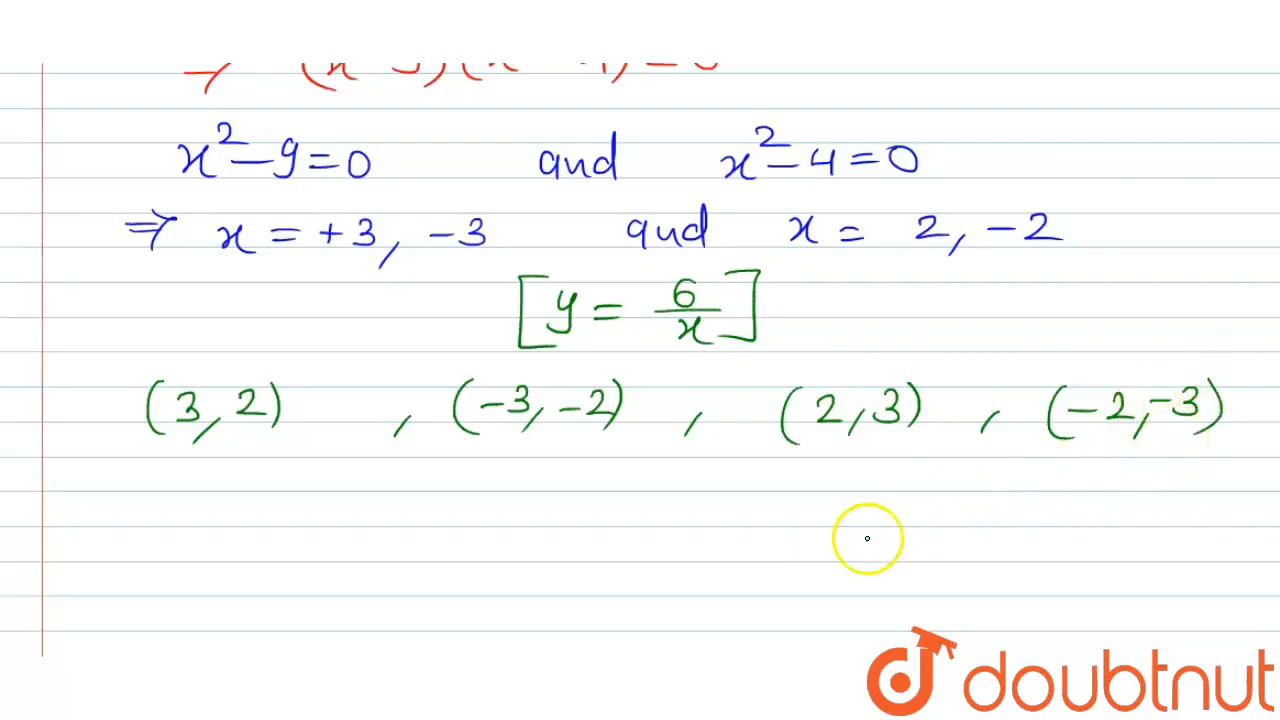 x² - 9 = 0 and x² - 4 = 0
⇒ x = +3, -3 and x = 2, -2
[y = 6/x]
(3, 2) , (-3, -2) , (2, 3) , (-2, -3)
doubtnut